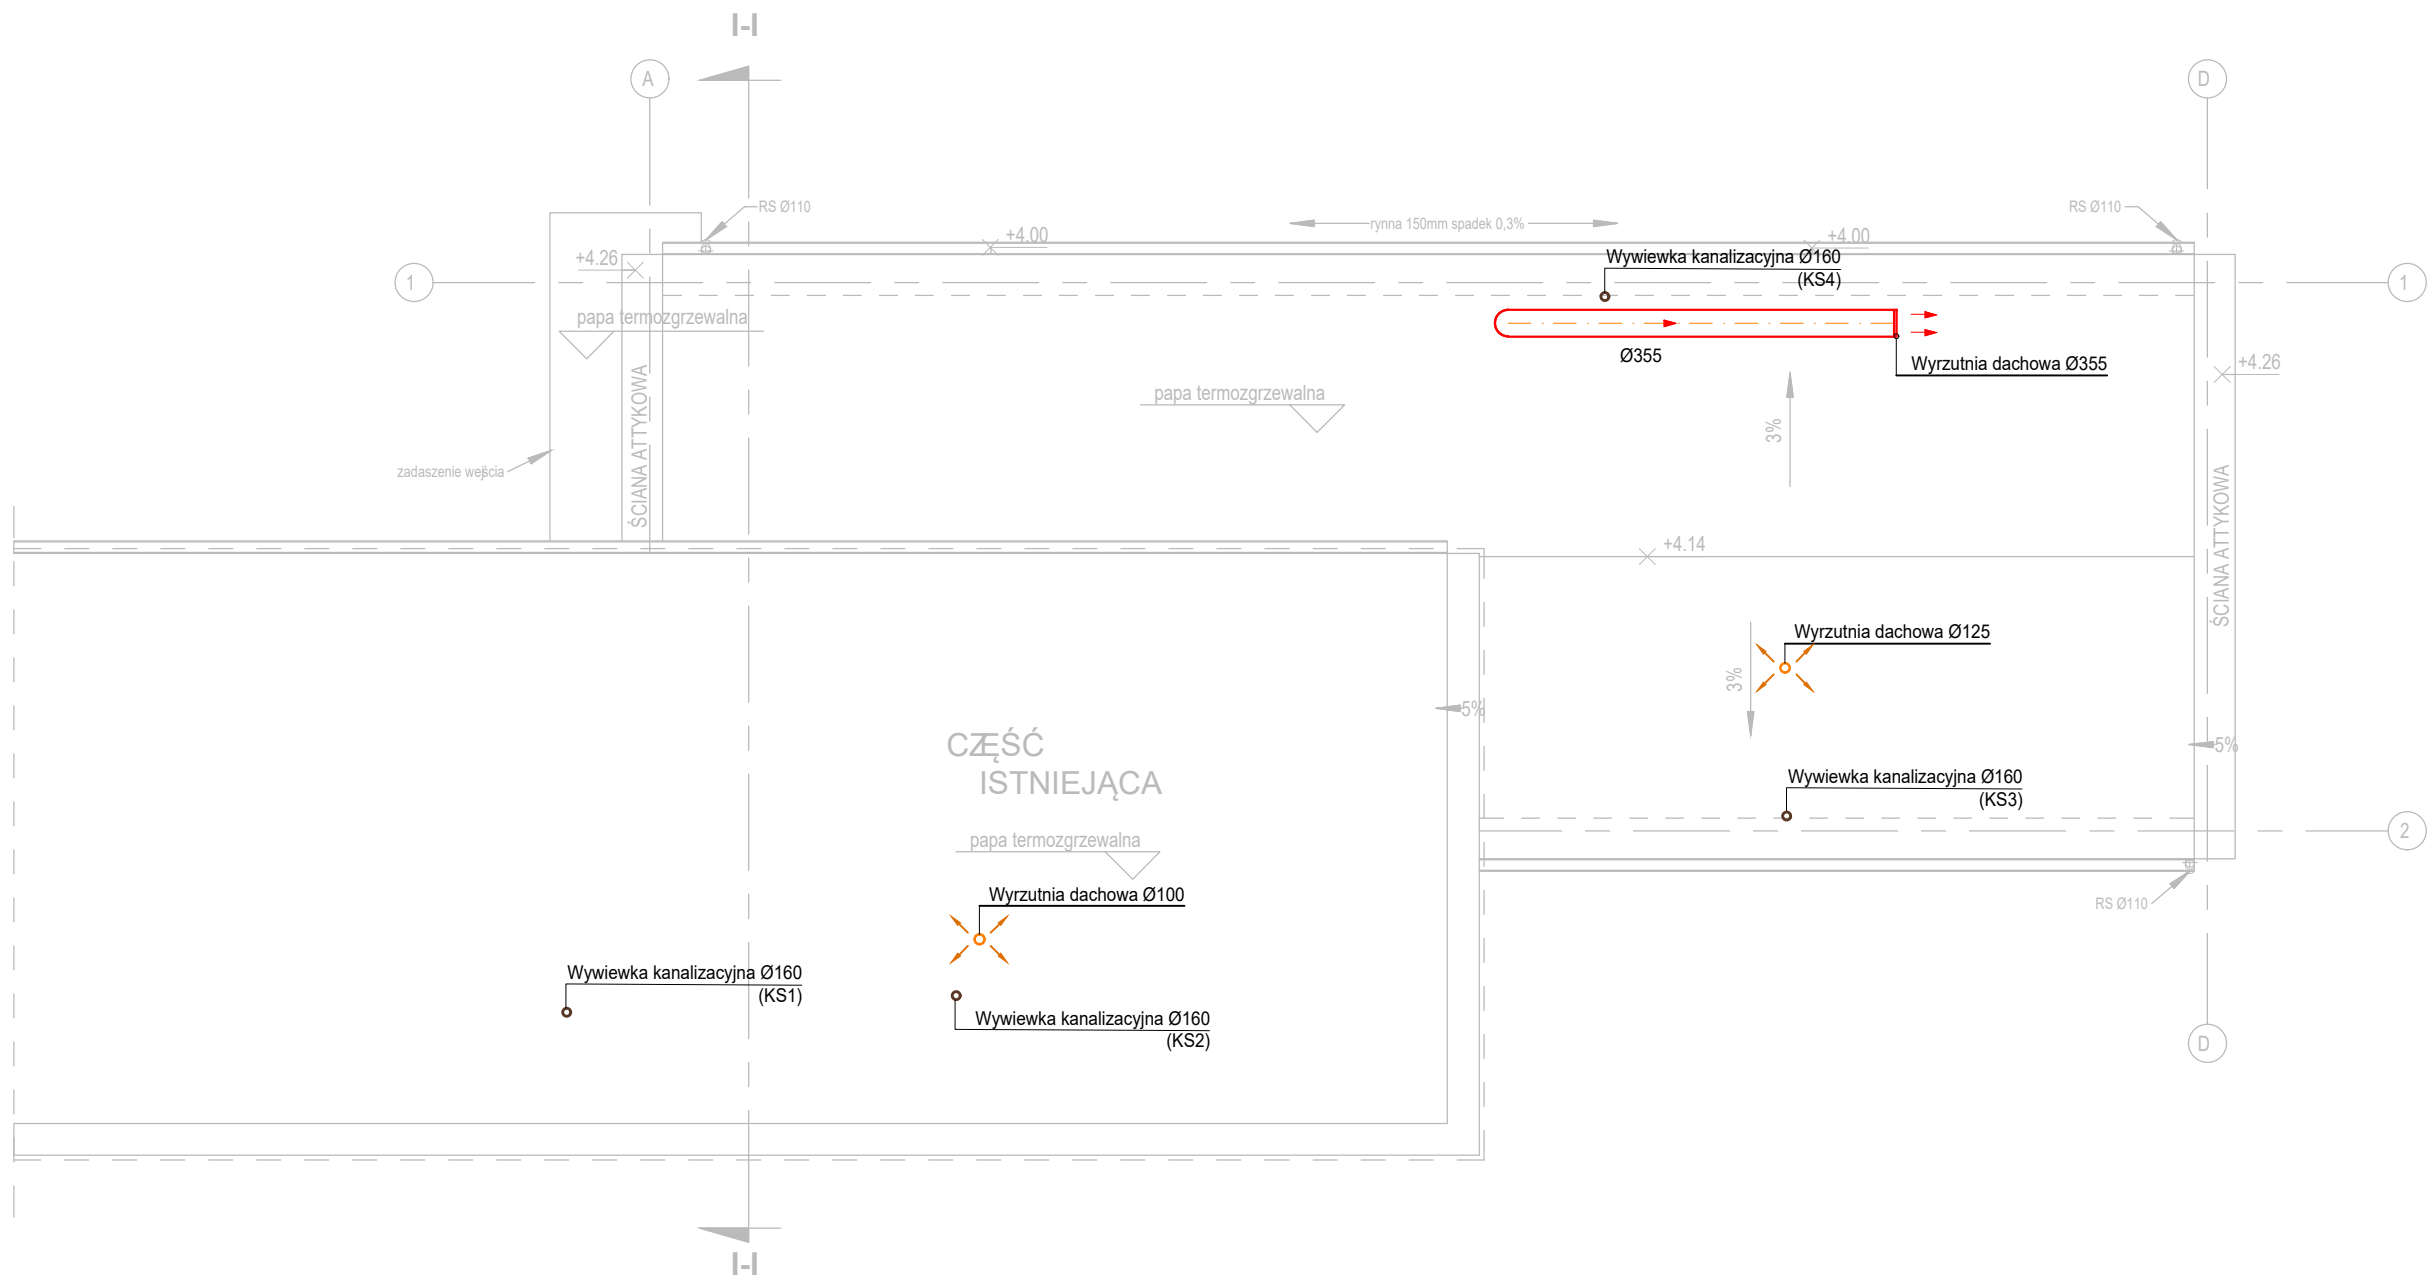 I-I
A
D
RS Ø110
RS Ø110
rynna 150mm spadek 0,3%
+4.00
+4.00
+4.26
Wywiewka kanalizacyjna Ø160
(KS4)
1
1
papa termozgrzewalna
Ø355
Wyrzutnia dachowa Ø355
+4.26
papa termozgrzewalna
3%
ŚCIANA ATTYKOWA
zadaszenie wejścia
ŚCIANA ATTYKOWA
+4.14
Wyrzutnia dachowa Ø125
3%
5%
CZĘŚĆ
ISTNIEJĄCA
5%
Wywiewka kanalizacyjna Ø160
(KS3)
2
papa termozgrzewalna
Wyrzutnia dachowa Ø100
RS Ø110
Wywiewka kanalizacyjna Ø160
(KS1)
Wywiewka kanalizacyjna Ø160
(KS2)
D
I-I